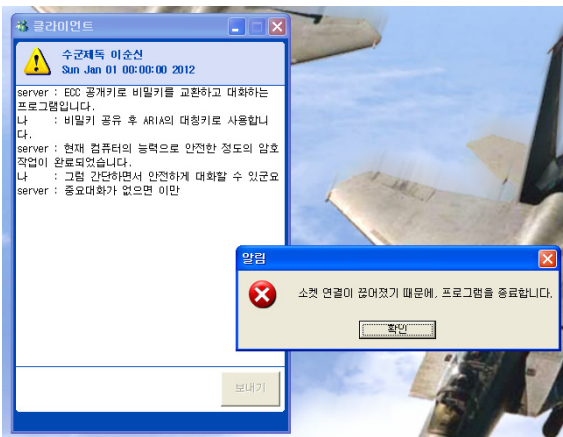 클라이언트
수군제독 이순신
Sun Jan 01 00:00:00 2012
server : ECC 공개키로 비밀키를 교환하고 대화하는
프로그램입니다.
나 : 비밀키 공유 후 ARIA의 대칭키로 사용합니
다.
server : 현재 컴퓨터의 능력으로 안전한 정도의 암호
작업이 완료되었습니다.
나 : 그럼 간단하면서 안전하게 대화할 수 있군요
server : 중요대화가 없으면 이만
알림
소켓 연결이 끊어졌기 때문에, 프로그램을 종료합니다.
확인
보내기